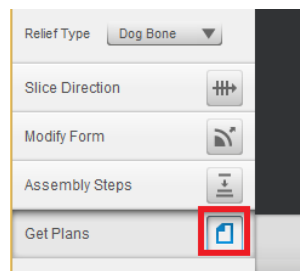 Relief Type Dog Bone
Slice Direction
Modify Form
Assembly Steps
Get Plans